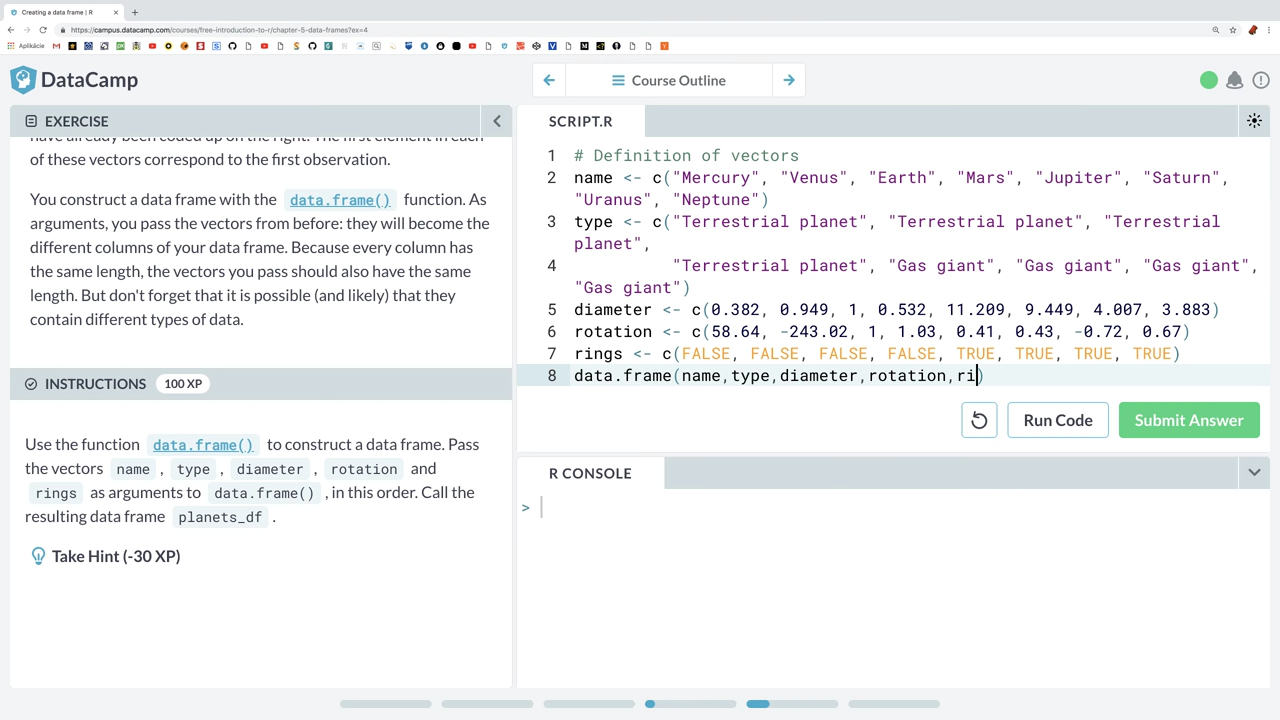 Creating a data frame | R
https://campus.datacamp.com/courses/free-introduction-to-r/chapter-5-data-frames?ex=4
Aplikácie
DataCamp
Course Outline
EXERCISE
have already been coded up on the right. The first element in each
of these vectors correspond to the first observation.
You construct a data frame with the data.frame() function. As
arguments, you pass the vectors from before: they will become the
different columns of your data frame. Because every column has
the same length, the vectors you pass should also have the same
length. But don't forget that it is possible (and likely) that they
contain different types of data.
INSTRUCTIONS 100 XP
Use the function data.frame() to construct a data frame. Pass
the vectors name , type , diameter , rotation and
rings as arguments to data.frame() , in this order. Call the
resulting data frame planets_df .
Take Hint (-30 XP)
SCRIPT.R
1 # Definition of vectors
2 name <- c("Mercury", "Venus", "Earth", "Mars", "Jupiter", "Saturn",
"Uranus", "Neptune")
3 type <- c("Terrestrial planet", "Terrestrial planet", "Terrestrial
planet",
4 "Terrestrial planet", "Gas giant", "Gas giant", "Gas giant",
"Gas giant")
5 diameter <- c(0.382, 0.949, 1, 0.532, 11.209, 9.449, 4.007, 3.883)
6 rotation <- c(58.64, -243.02, 1, 1.03, 0.41, 0.43, -0.72, 0.67)
7 rings <- c(FALSE, FALSE, FALSE, FALSE, TRUE, TRUE, TRUE, TRUE)
8 data.frame(name,type,diameter,rotation,ri)
Run Code
Submit Answer
R CONSOLE
>